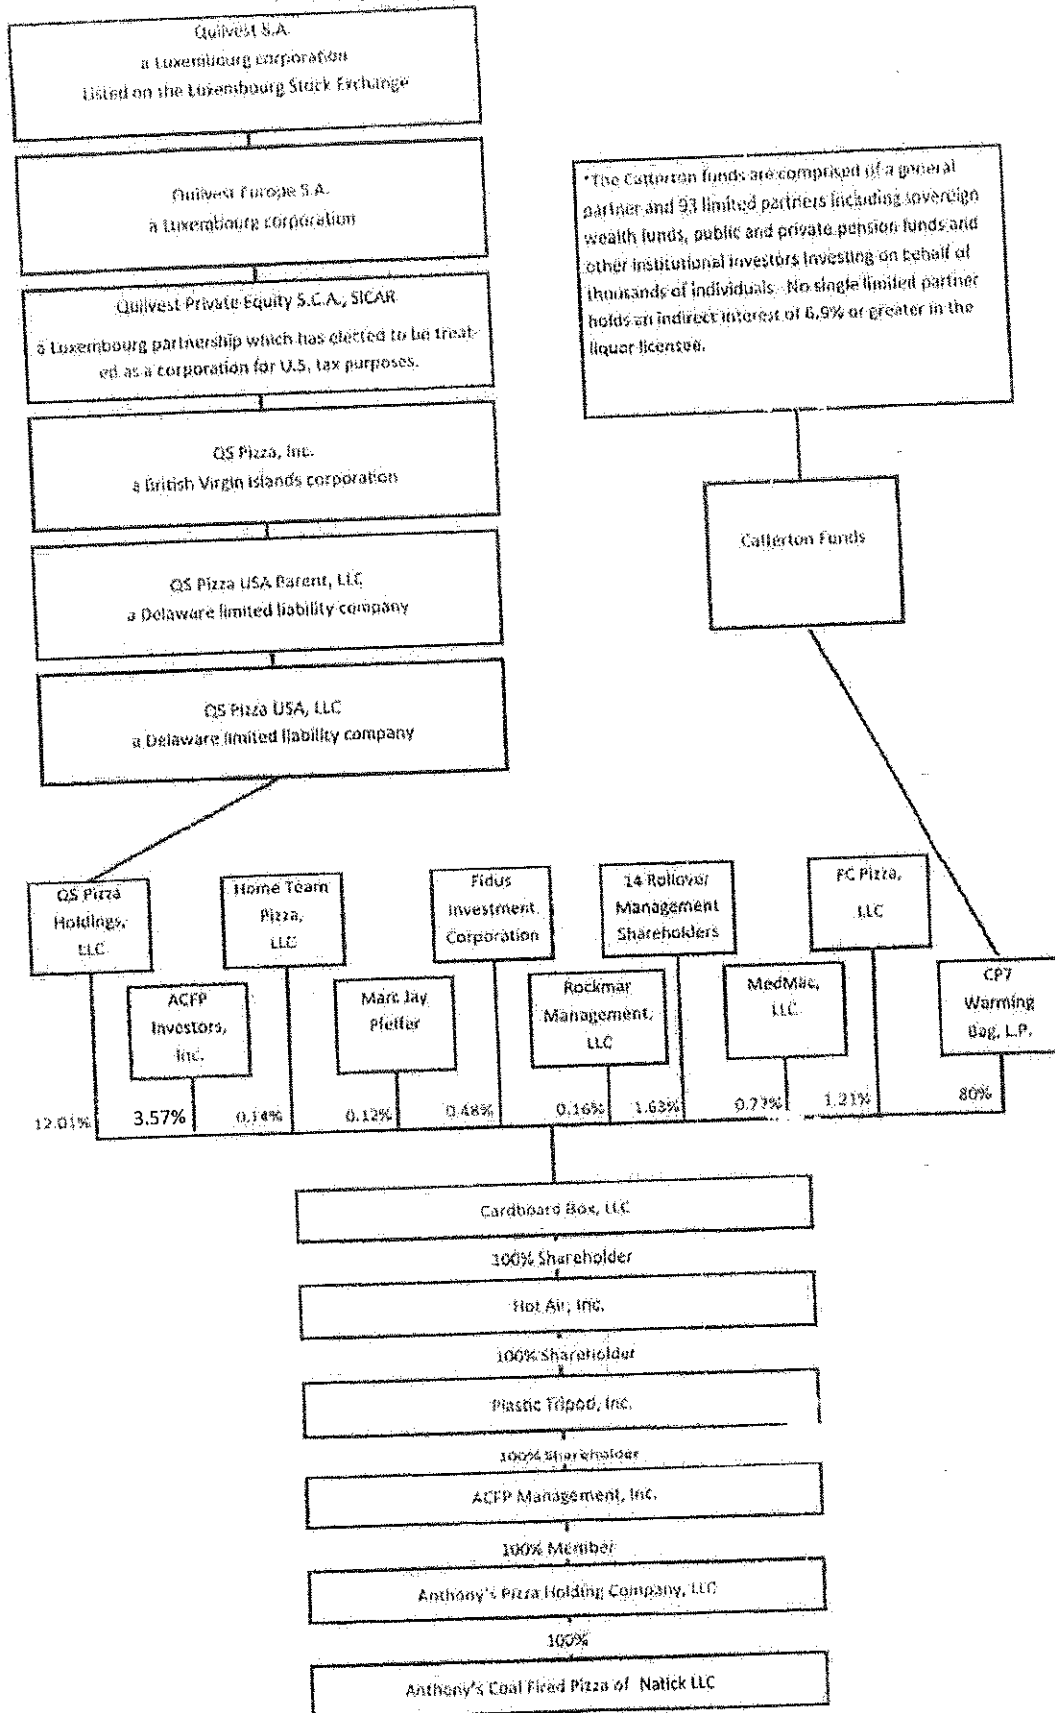 Quilvest S.A.
a Luxembourg corporation
Listed on the Luxembourg Stock Exchange
Quilvest Europe S.A.
a Luxembourg corporation
Quilvest Private Equity S.C.A., SICAR
a Luxembourg partnership which has elected to be treat-
ed as a corporation for U.S. tax purposes.
QS Pizza, Inc.
a British Virgin Islands corporation
QS Pizza USA Parent, LLC
a Delaware limited liability company
QS Pizza USA, LLC
a Delaware limited liability company
*The Catterton funds are comprised of a general
partner and 93 limited partners including sovereign
wealth funds, public and private pension funds and
other institutional investors investing on behalf of
thousands of individuals. No single limited partner
holds an indirect interest of 6.9% or greater in the
liquor licensee.
Catterton Funds
QS Pizza
Holdings,
LLC
Home Team
Pizza,
LLC
Fidus
Investment
Corporation
14 Rollover
Management
Shareholders
FC Pizza,
LLC
ACFP
Investors,
Inc.
Marc Jay
Pfeffer
Rockmar
Management,
LLC
MedMac,
LLC
CP7
Warming
Bag, L.P.
12.01%
3.57%
0.14%
0.12%
0.48%
0.16%
1.63%
1.21%
80%
Cardboard Box, LLC
100% Shareholder
Hot Air, Inc.
100% Shareholder
Plastic Tripod, Inc.
100% Shareholder
ACFP Management, Inc.
100% Member
Anthony's Pizza Holding Company, LLC
100%
Anthony's Coal Fired Pizza of Natick LLC